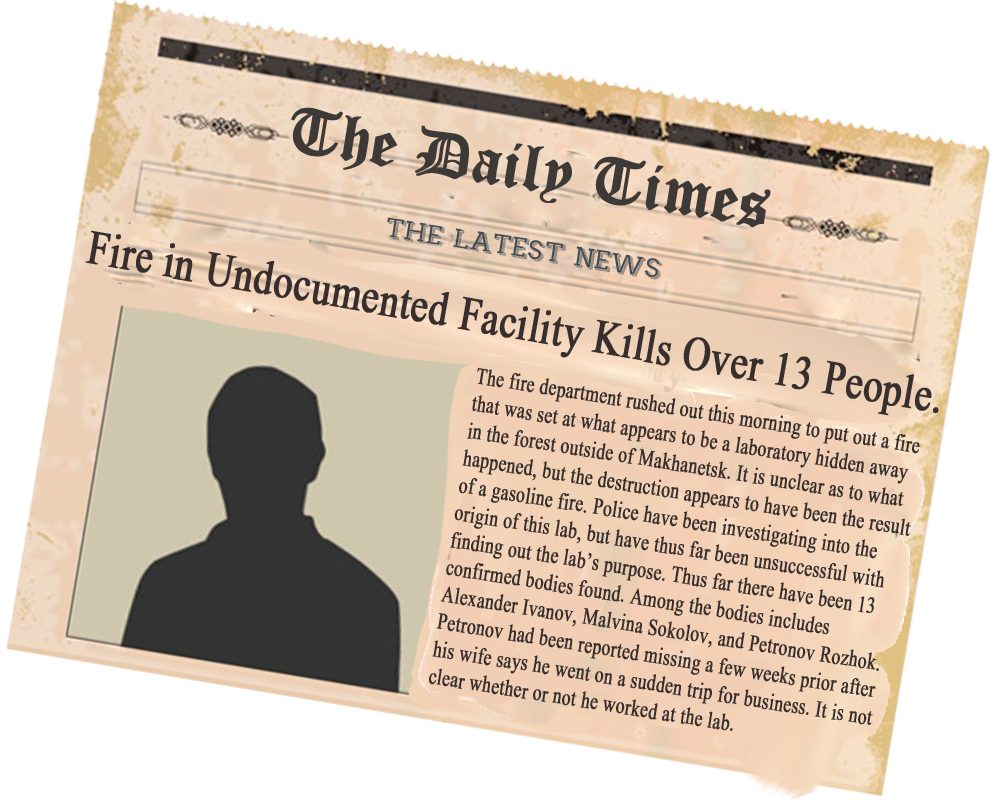 The Daily Times
THE LATEST NEWS
Fire in Undocumented Facility Kills Over 13 People.
The fire department rushed out this morning to put out a fire
that was set at what appears to be a laboratory hidden away
in the forest outside of Makhanetsk. It is unclear as to what
happened, but the destruction appears to have been the result
of a gasoline fire. Police have been investigating into the
origin of this lab, but have thus far been unsuccessful with
finding out the lab’s purpose. Thus far there have been 13
confirmed bodies found. Among the bodies includes
Alexander Ivanov, Malvina Sokolov, and Petronov Rozhok.
Petronov had been reported missing a few weeks prior after
his wife says he went on a sudden trip for business. It is not
clear whether or not he worked at the lab.